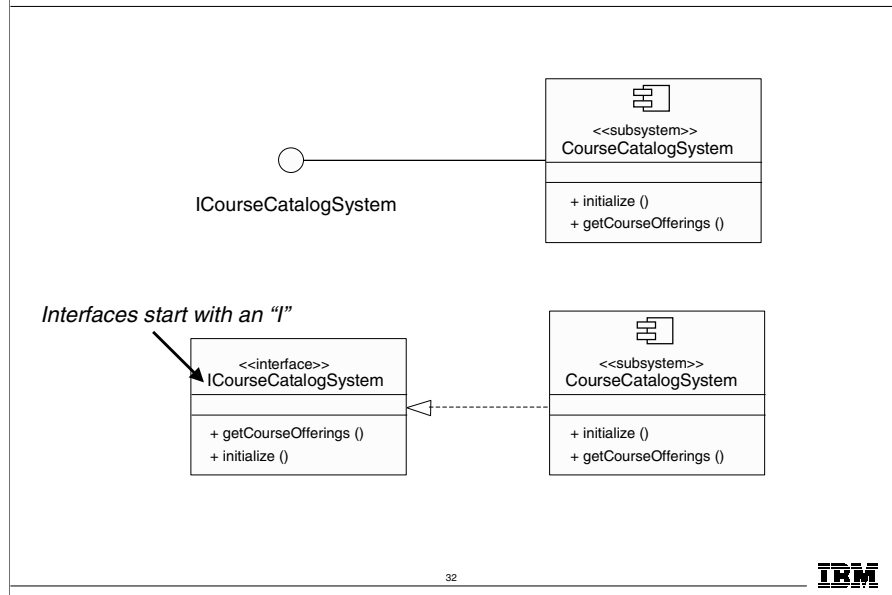 <<subsystem>>
CourseCatalogSystem
+ initialize ()
+ getCourseOfferings ()
ICourseCatalogSystem
Interfaces start with an “I”
<<interface>>
ICourseCatalogSystem
+ getCourseOfferings ()
+ initialize ()
<<subsystem>>
CourseCatalogSystem
+ initialize ()
+ getCourseOfferings ()
32
IBM